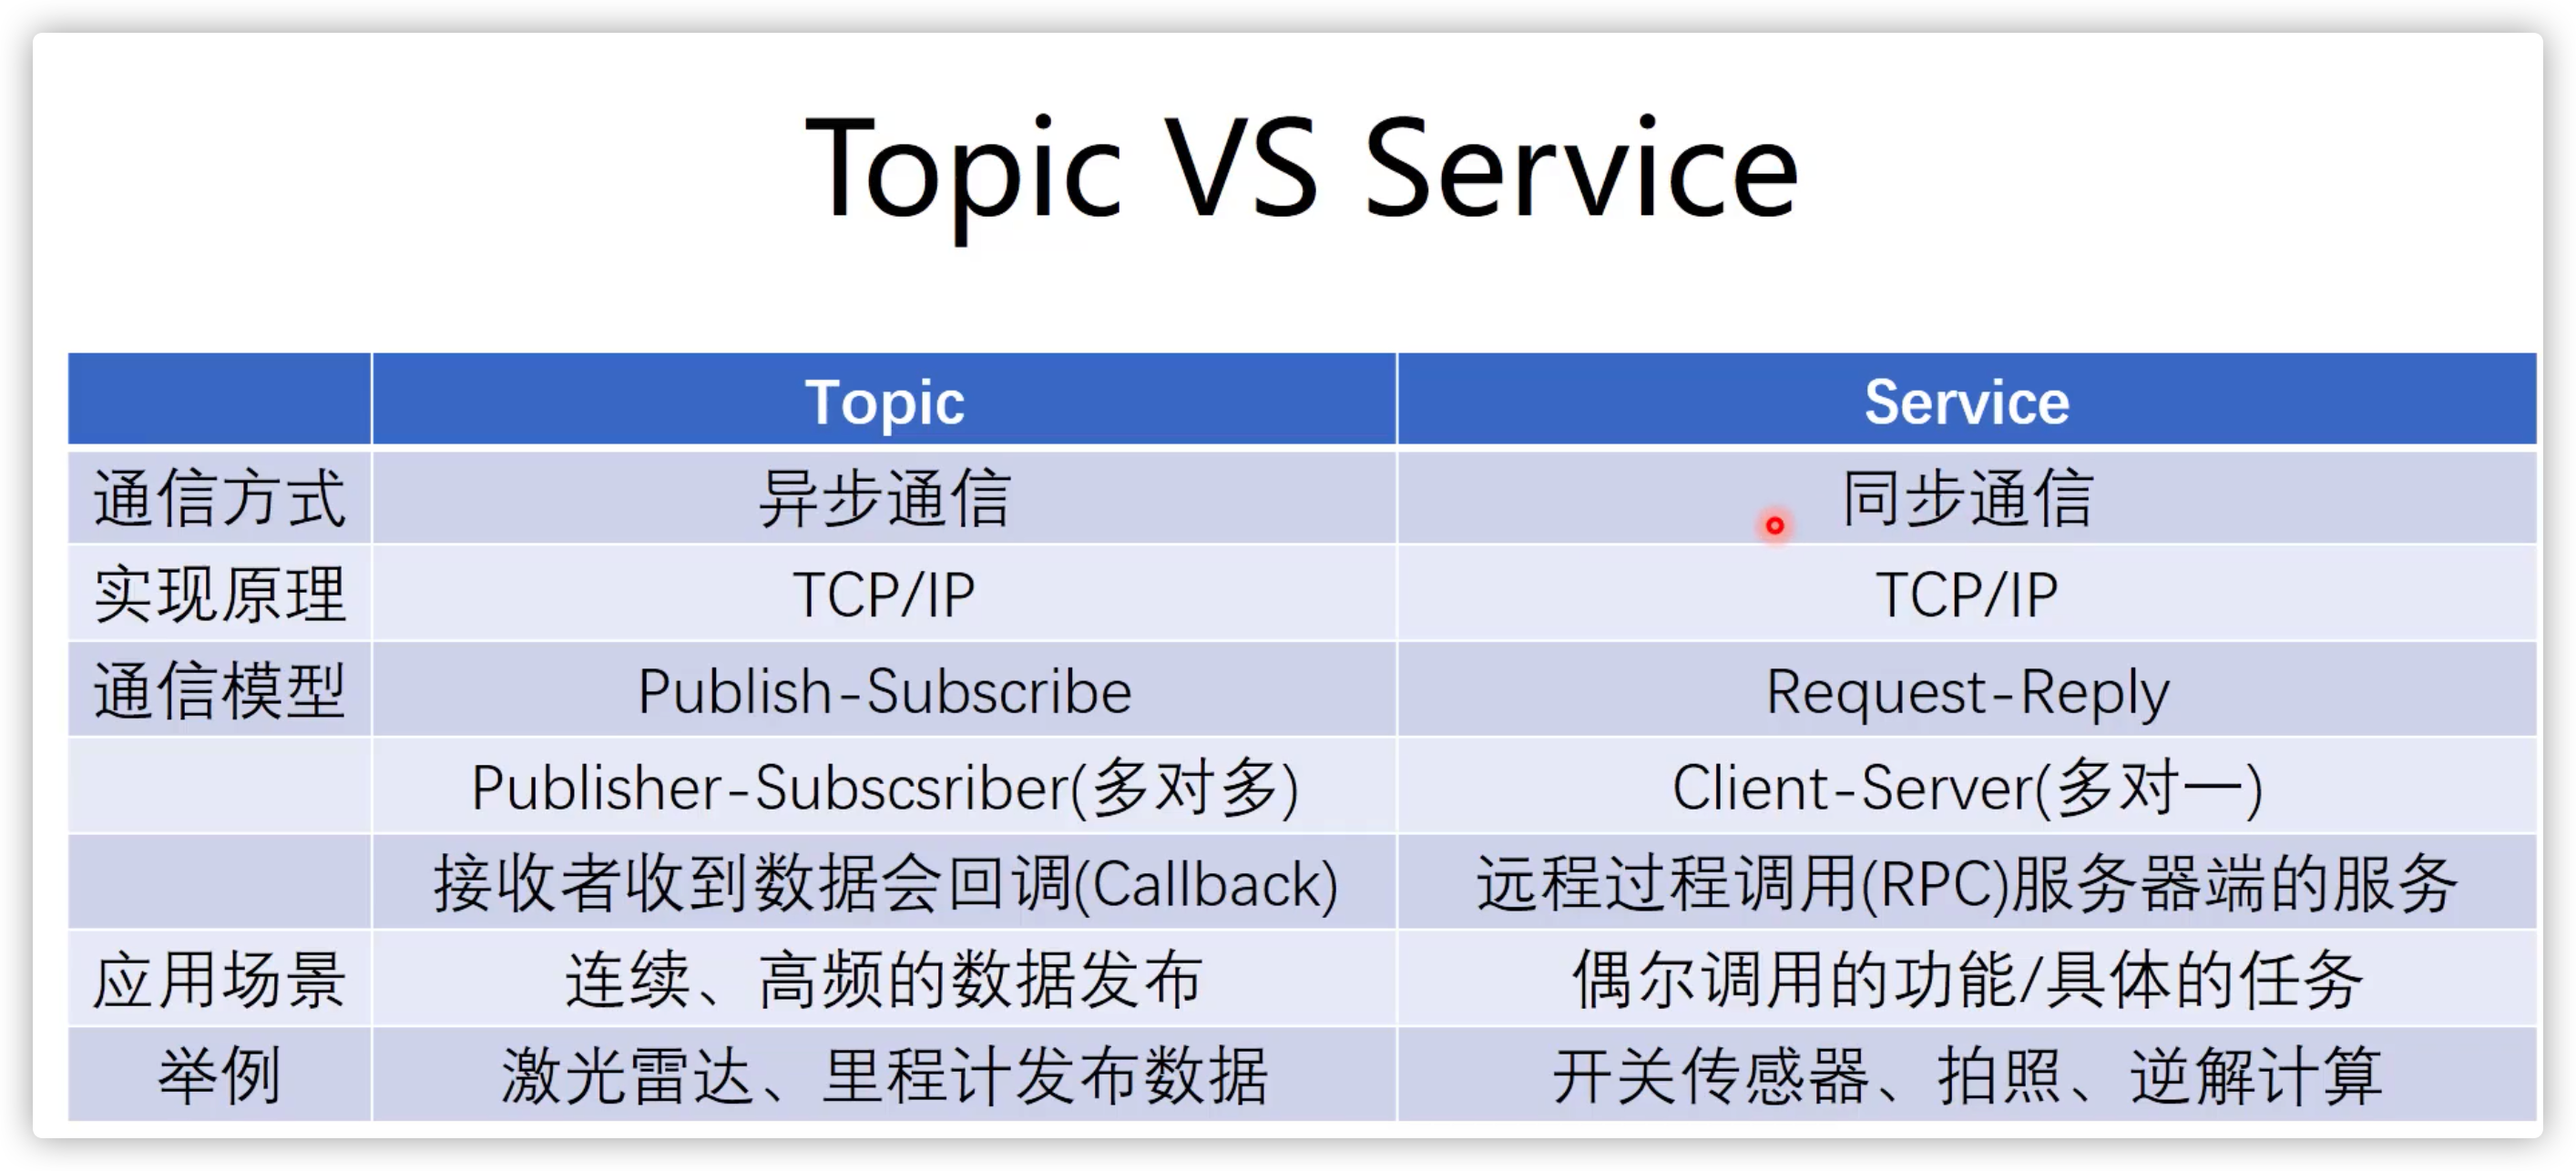 Topic VS Service
Topic Service
通信方式 异步通信 同步通信
实现原理 TCP/IP TCP/IP
通信模型 Publish-Subscribe Request-Reply
Publisher-Subscsriber(多对多) Client-Server(多对一)
接收者收到数据会回调(Callback) 远程过程调用(RPC)服务器端的服务
应用场景 连续、高频的数据发布 偶尔调用的功能/具体的任务
举例 激光雷达、里程计发布数据 开关传感器、拍照、逆解计算